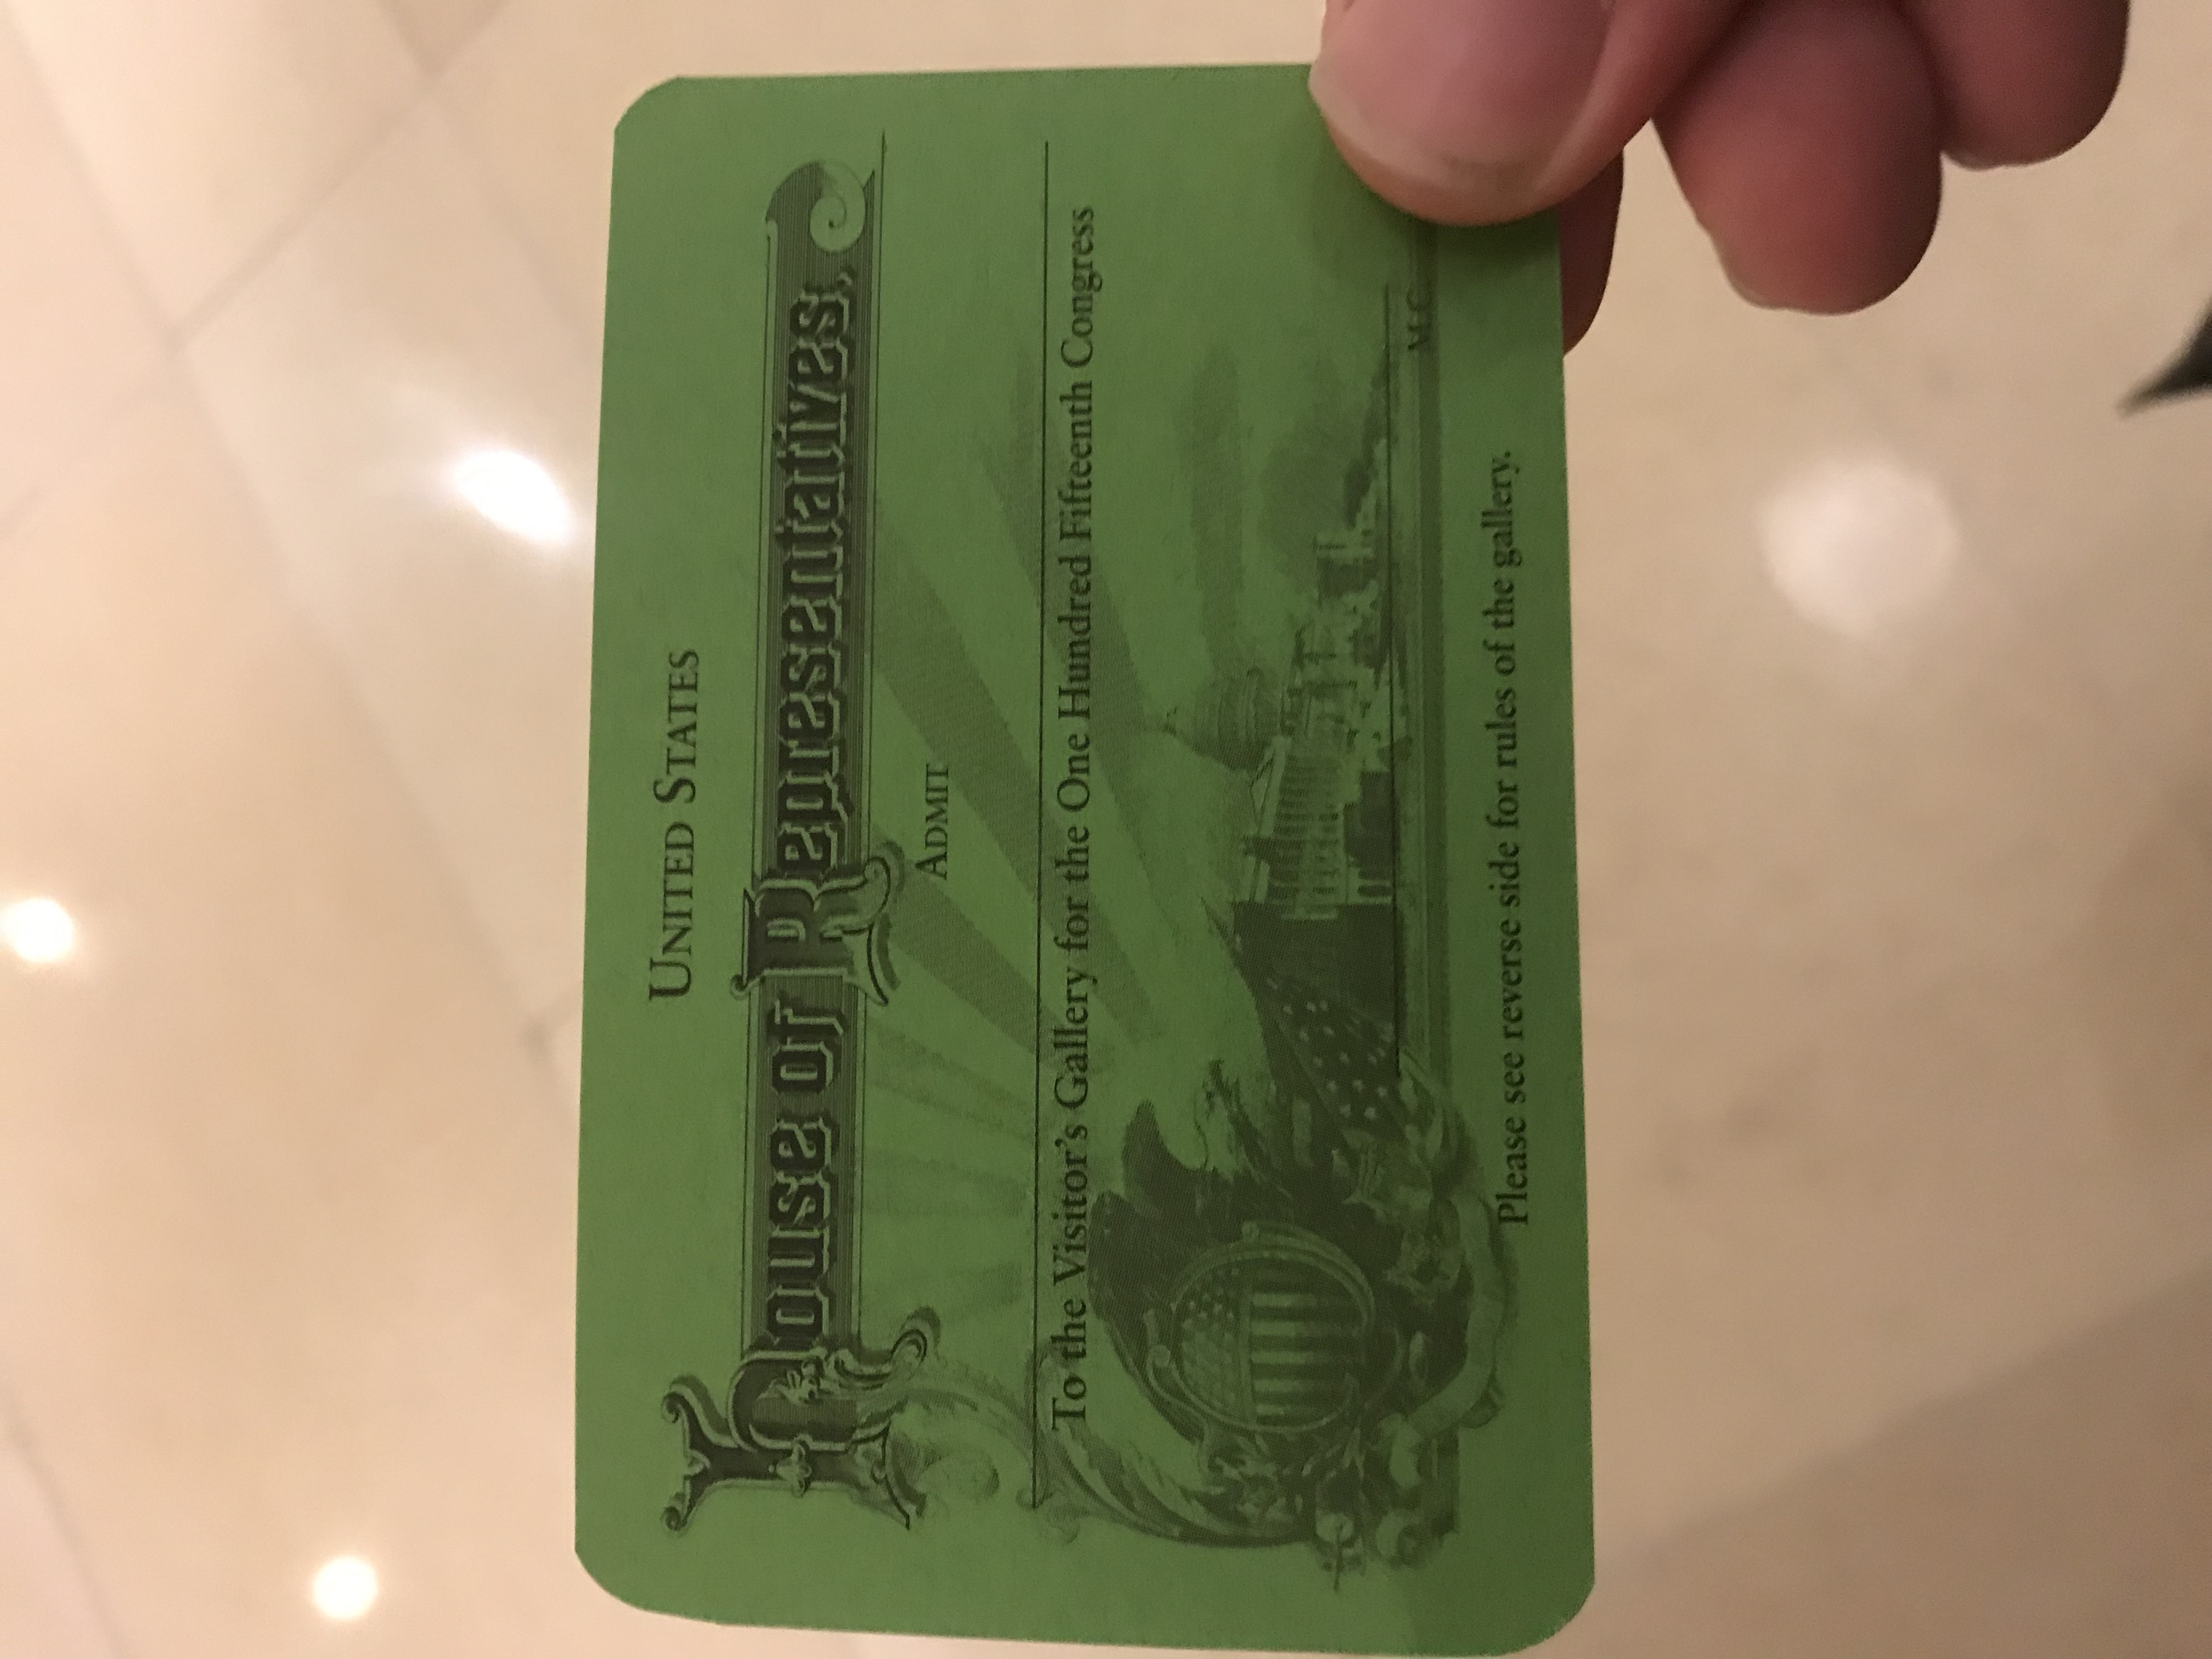 UNITED STATES
House of Representatives.
ADMIT
To the Visitor's Gallery for the One Hundred Fifteenth Congress
M.C.
Please see reverse side for rules of the gallery.